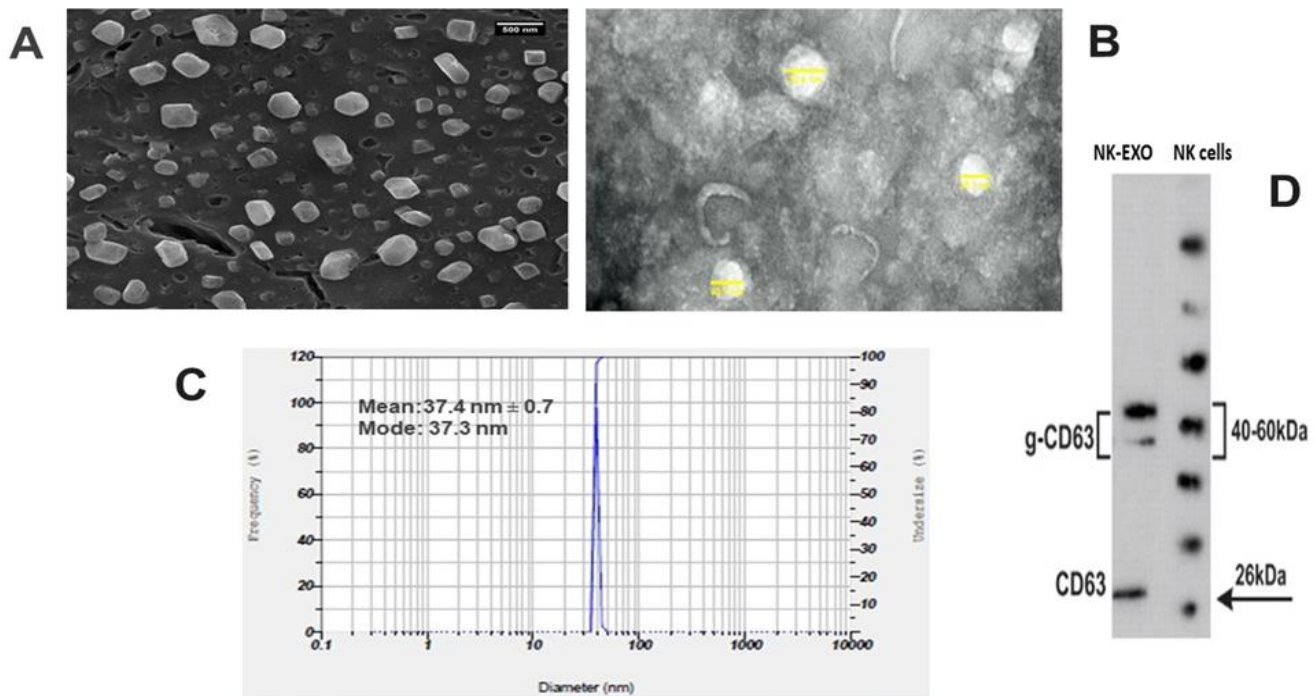 A
500 nm
B
NK-EXO NK cells
D
g-CD63
40-60kDa
CD63
26kDa
C
Mean: 37.4 nm ± 0.7
Mode: 37.3 nm
120
100
80
60
40
20
0
Frequency (%)
100
90
80
70
60
50
40
30
20
10
Undersize (%)
0.1 1 10 100 1000 10000
Diameter (nm)